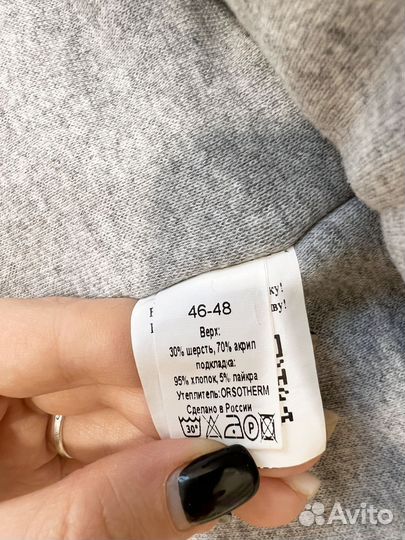 46-48
Верх:
30% шерсть, 70% акрил
подкладка:
95% хлопок, 5% лайкра
Утеплитель:ORSOTHERM
Сделано в России
30°
P
Avito